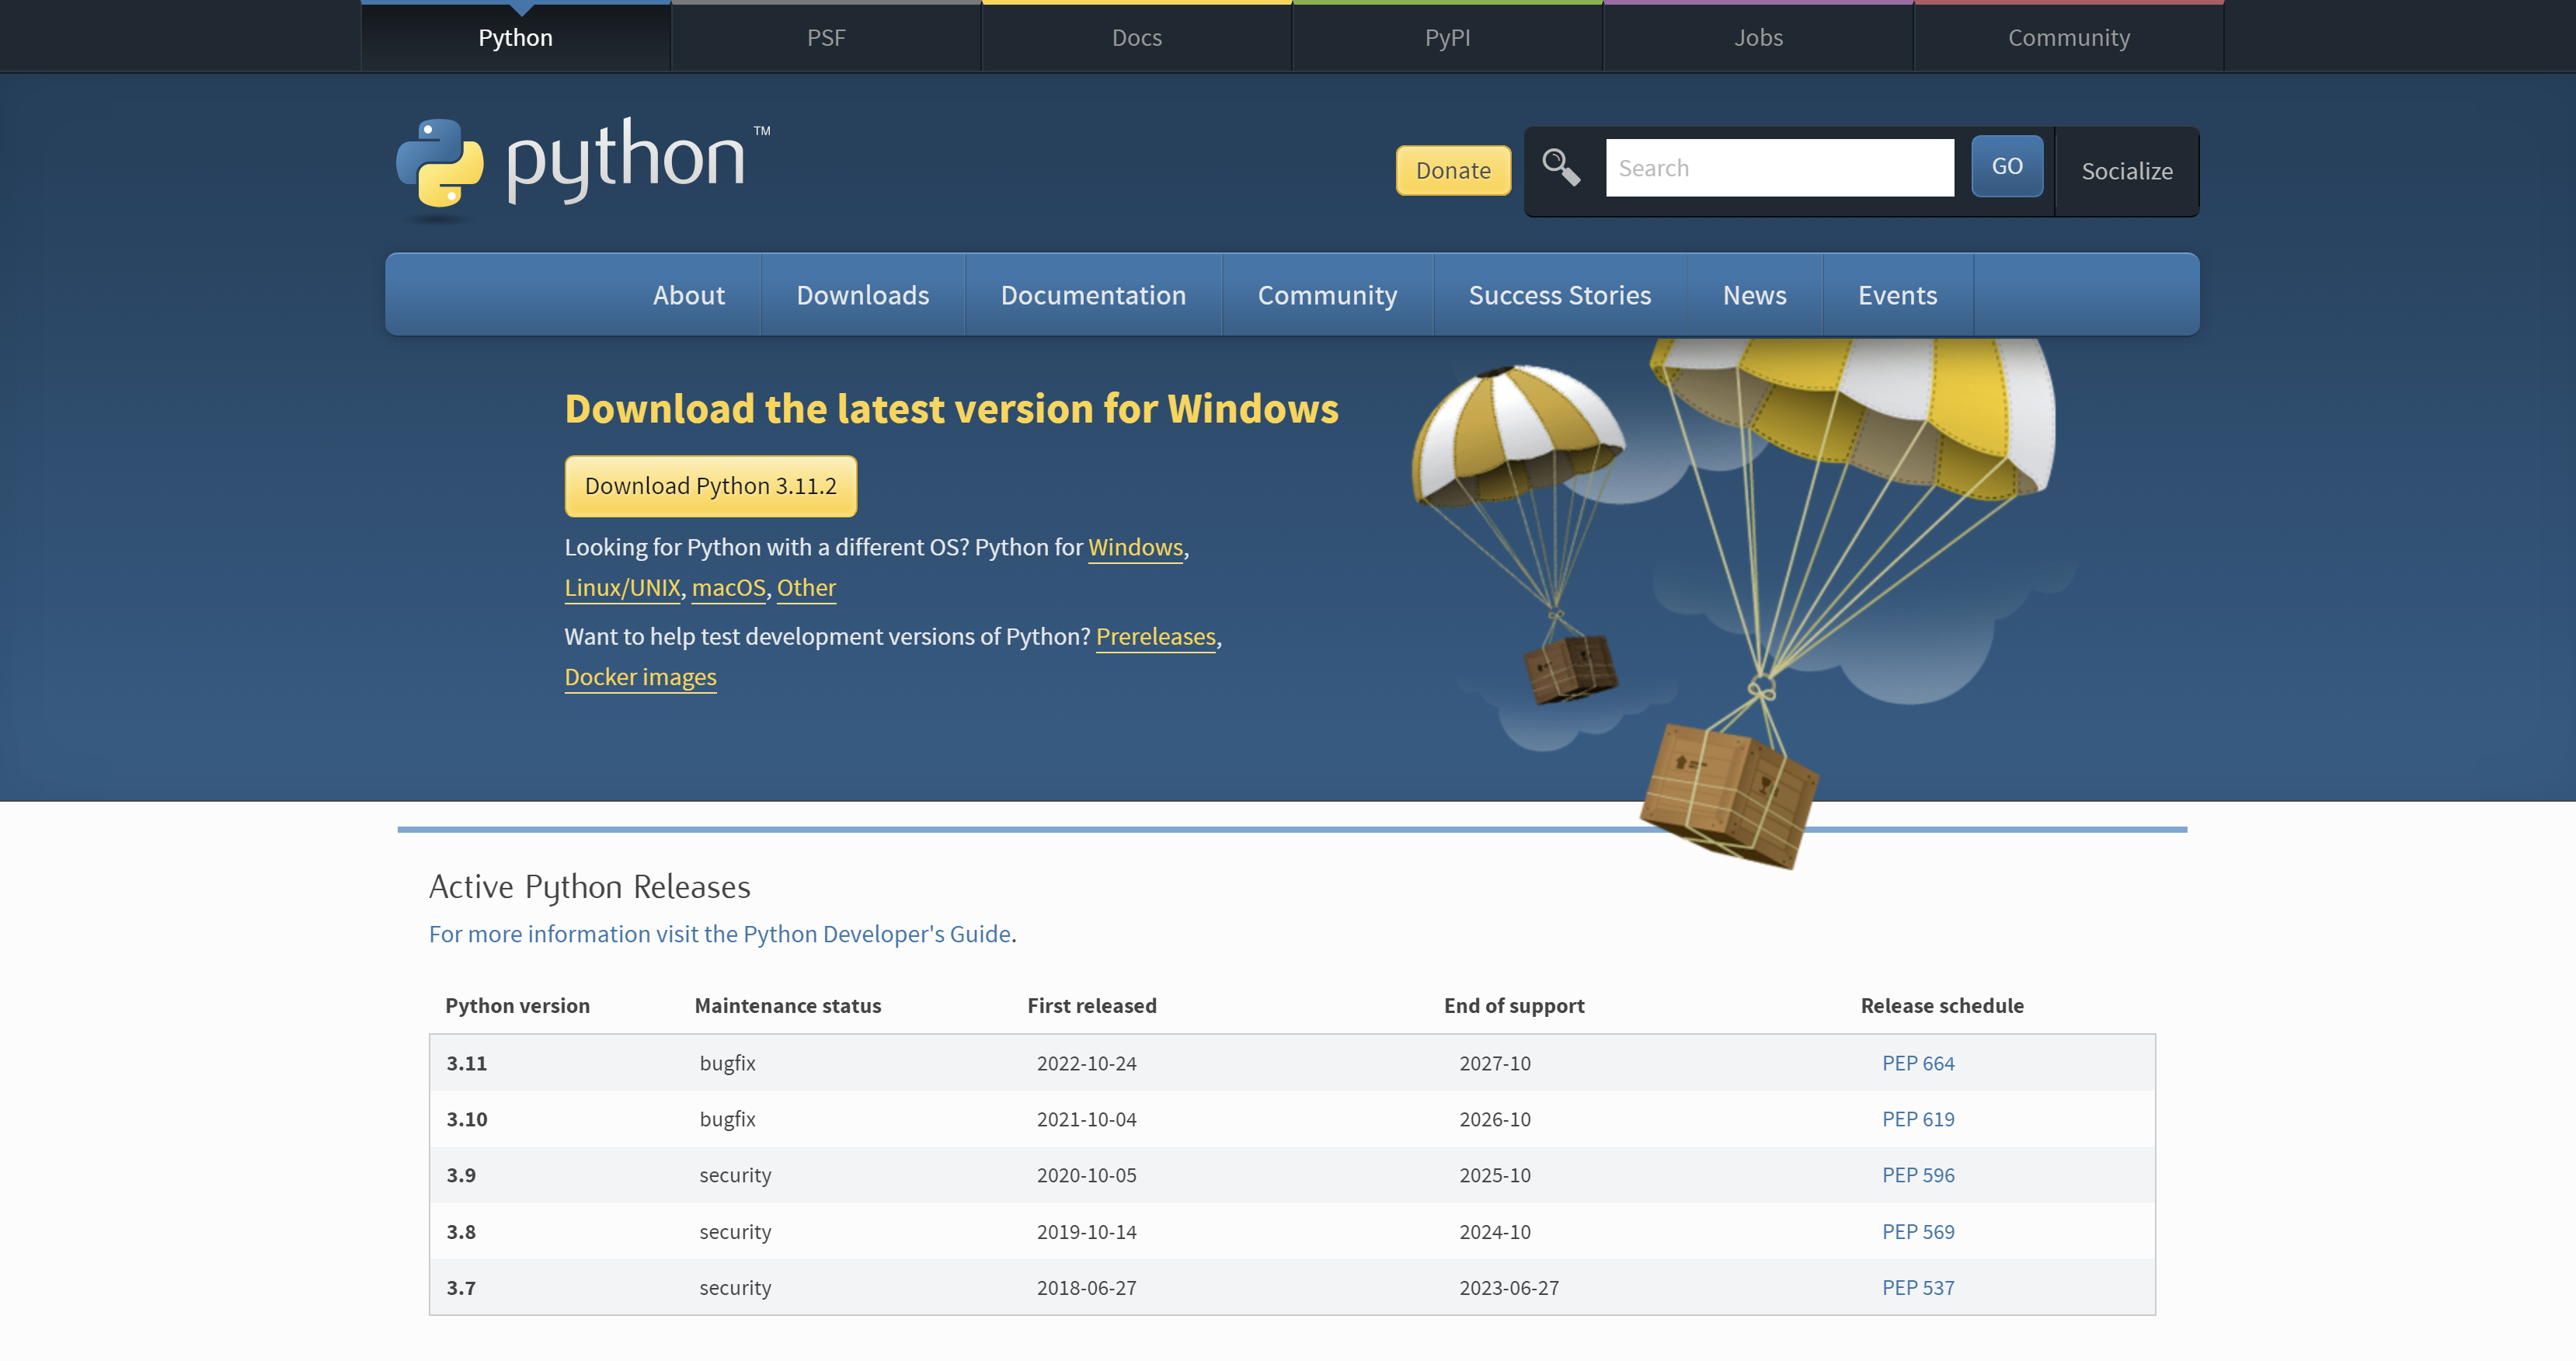 Python PSF Docs PyPI Jobs Community
python™
Donate Search GO Socialize
About Downloads Documentation Community Success Stories News Events
Download the latest version for Windows
Download Python 3.11.2
Looking for Python with a different OS? Python for Windows,
Linux/UNIX, macOS, Other
Want to help test development versions of Python? Prereleases,
Docker images
Active Python Releases
For more information visit the Python Developer's Guide.
Python version Maintenance status First released End of support Release schedule
3.11 bugfix 2022-10-24 2027-10 PEP 664
3.10 bugfix 2021-10-04 2026-10 PEP 619
3.9 security 2020-10-05 2025-10 PEP 596
3.8 security 2019-10-14 2024-10 PEP 569
3.7 security 2018-06-27 2023-06-27 PEP 537